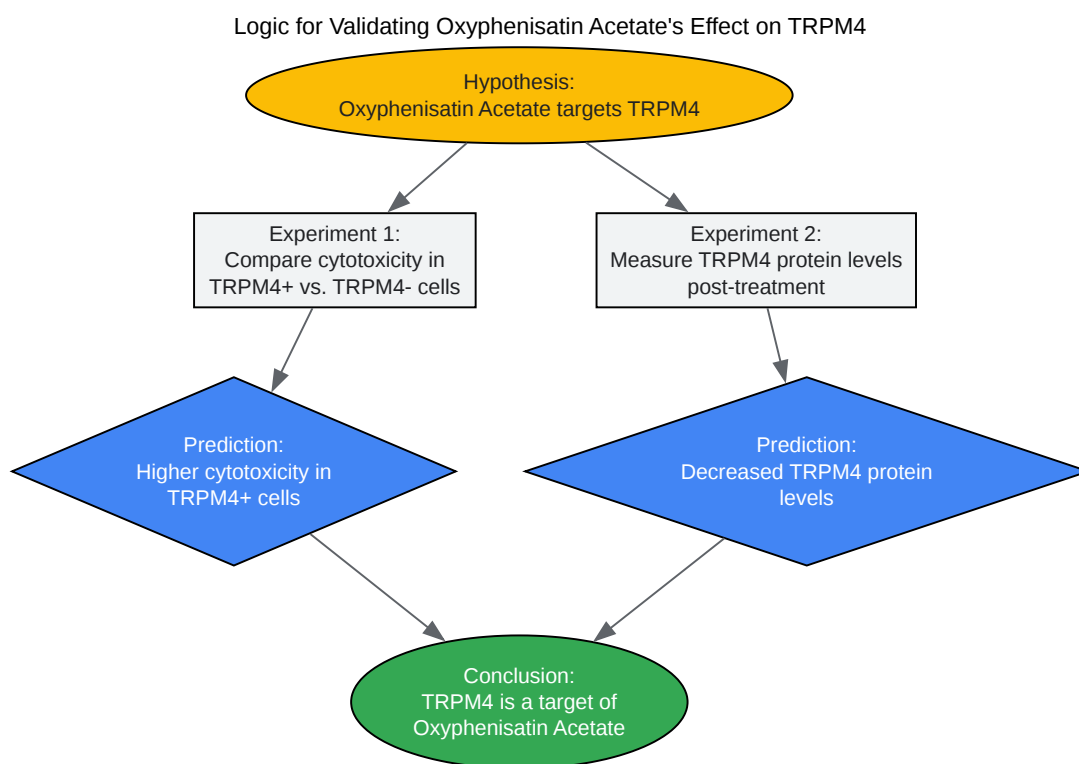 Logic for Validating Oxyphenisatin Acetate's Effect on TRPM4
Hypothesis:
Oxyphenisatin Acetate targets TRPM4
Experiment 1:
Compare cytotoxicity in
TRPM4+ vs. TRPM4- cells
Experiment 2:
Measure TRPM4 protein levels
post-treatment
Prediction:
Higher cytotoxicity in
TRPM4+ cells
Prediction:
Decreased TRPM4 protein
levels
Conclusion:
TRPM4 is a target of
Oxyphenisatin Acetate